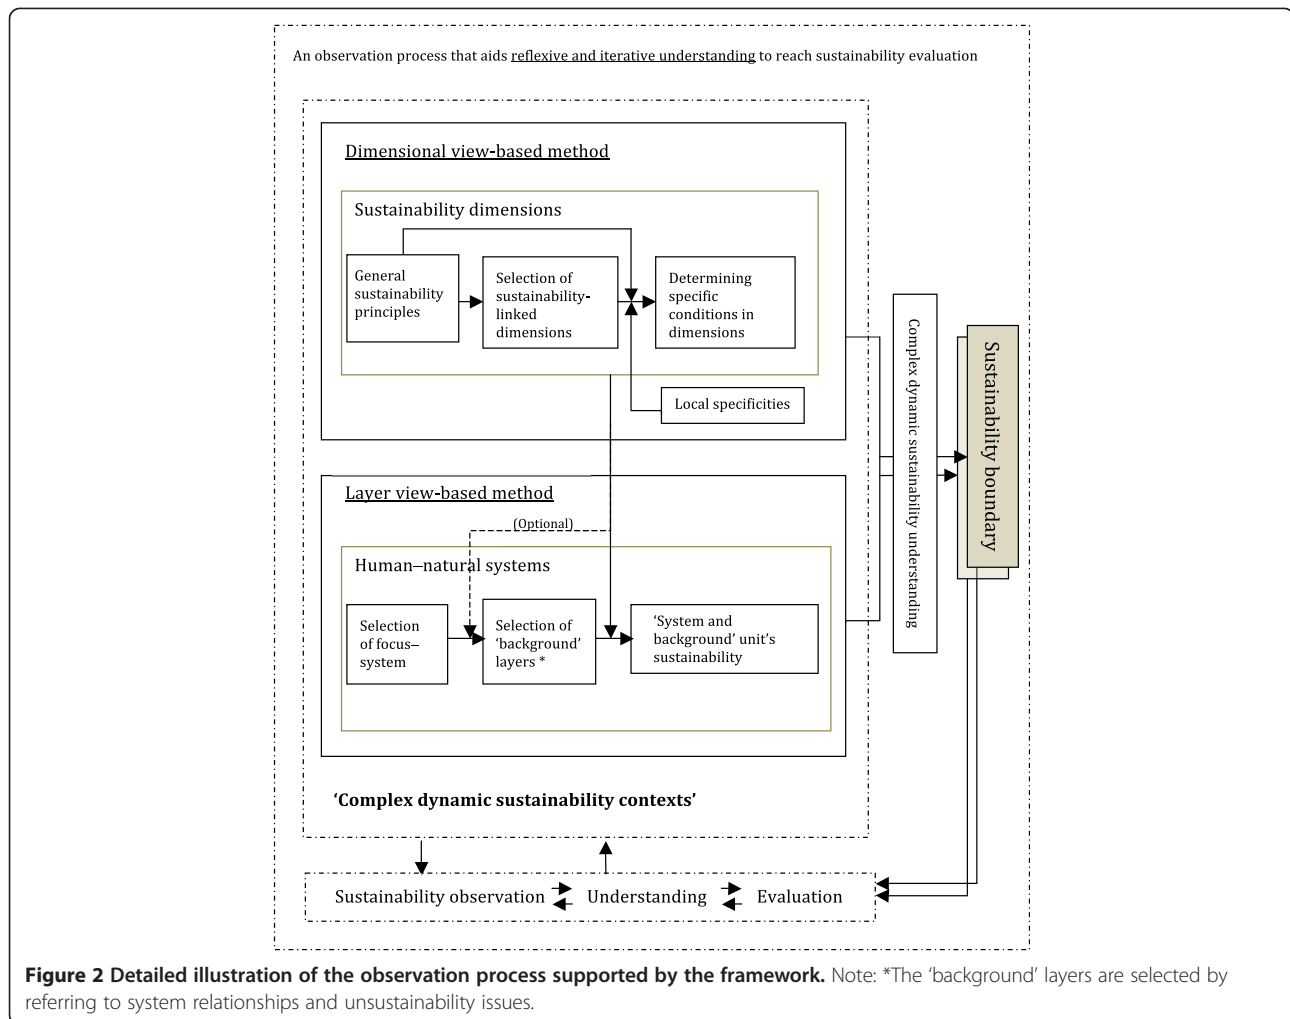 An observation process that aids reflexive and iterative understanding to reach sustainability evaluation
Dimensional view-based method
Sustainability dimensions
General
sustainability
principles
Selection of
sustainability-
linked
dimensions
Determining
specific
conditions in
dimensions
Local specificities
Layer view-based method
(Optional)
Human–natural systems
Selection
of focus–
system
Selection of
‘background’
layers *
‘System and
background’ unit’s
sustainability
‘Complex dynamic sustainability contexts’
Complex dynamic sustainability understanding
Sustainability boundary
Sustainability observation
Understanding
Evaluation
Figure 2 Detailed illustration of the observation process supported by the framework. Note: *The ‘background’ layers are selected by
referring to system relationships and unsustainability issues.